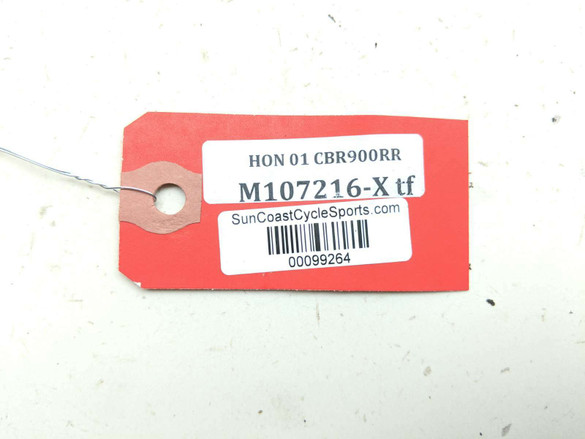 HON 01 CBR900RR
M107216-X tf
SunCoastCycleSports.com
00099264